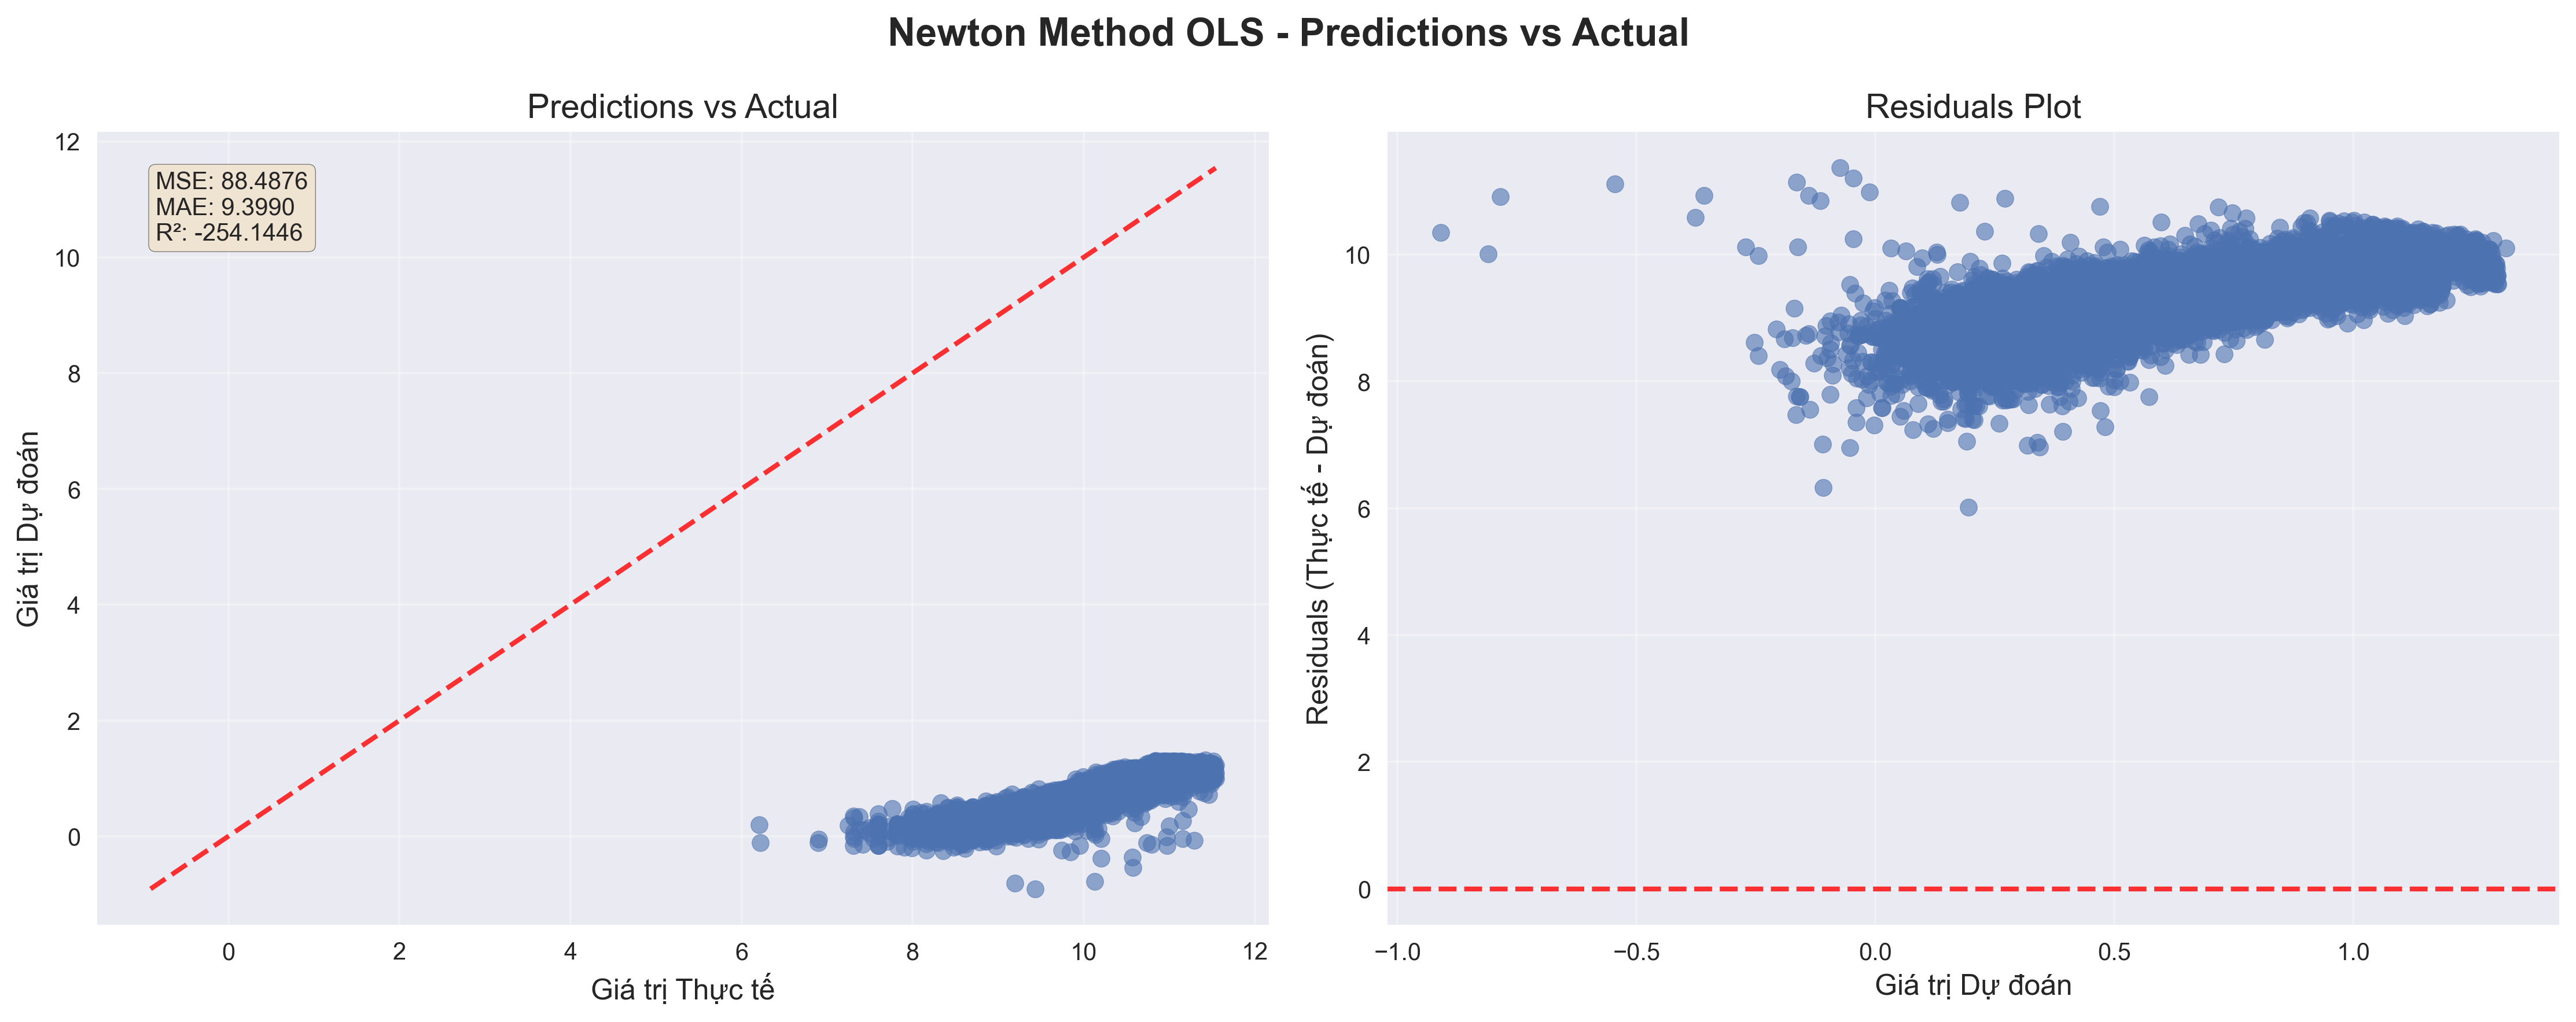 Newton Method OLS - Predictions vs Actual
Predictions vs Actual
12
10
8
6
4
2
0
MSE: 88.4876
MAE: 9.3990
R²: -254.1446
Giá trị Dự đoán
0 2 4 6 8 10 12
Giá trị Thực tế
Residuals Plot
10
8
6
4
2
0
Residuals (Thực tế - Dự đoán)
−1.0 −0.5 0.0 0.5 1.0
Giá trị Dự đoán